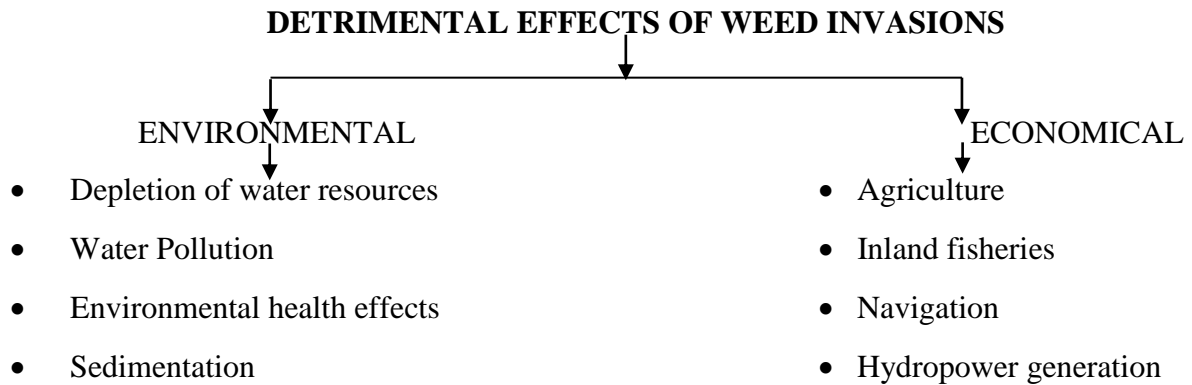 DETRIMENTAL EFFECTS OF WEED INVASIONS
ENVIRONMENTAL
• Depletion of water resources
• Water Pollution
• Environmental health effects
• Sedimentation
ECONOMICAL
• Agriculture
• Inland fisheries
• Navigation
• Hydropower generation